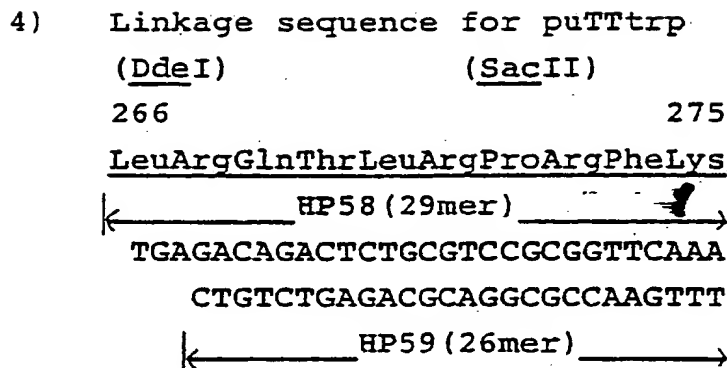 4) Linkage sequence for puTTtrp
(DdeI) (SacII)
266 275
LeuArgGlnThrLeuArgProArgPheLys
HP58(29mer)
TGAGACAGACTCTGCGTCCGCGGTTCAAA
CTGTCTGAGACGCAGGCGCCAAGTTT
HP59(26mer)